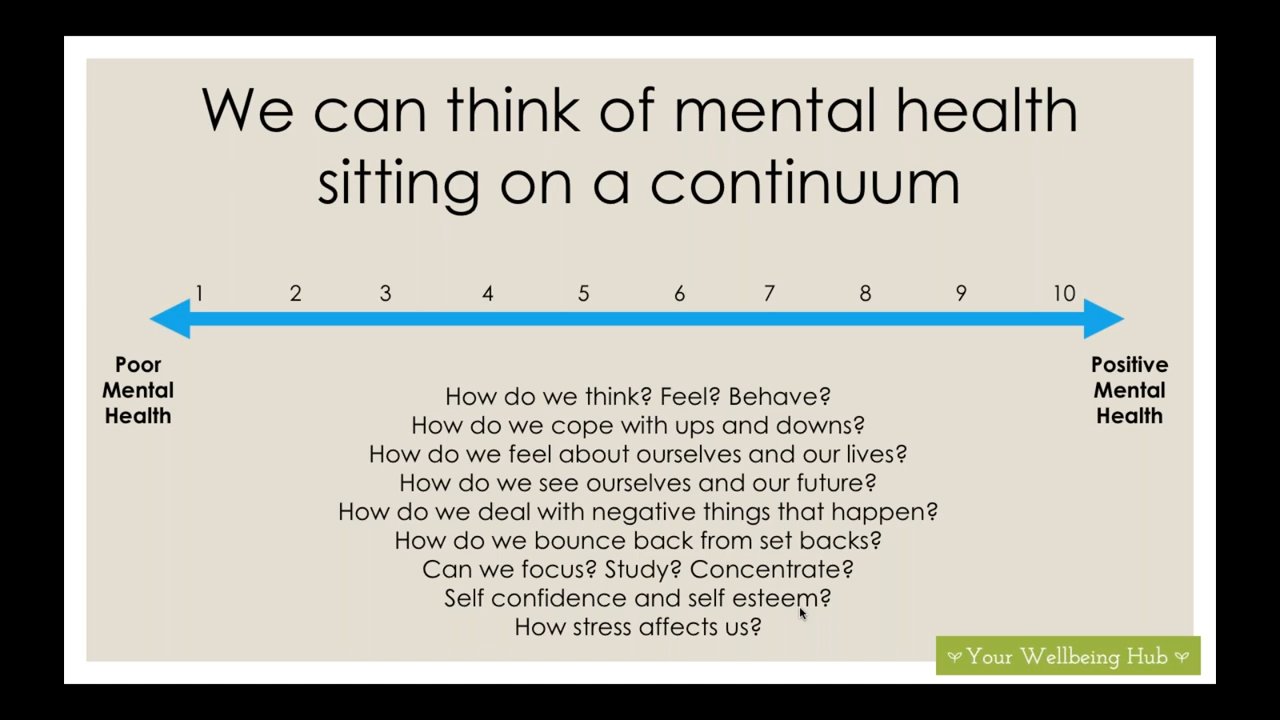 We can think of mental health
sitting on a continuum
1 2 3 4 5 6 7 8 9 10
Poor
Mental
Health
Positive
Mental
Health
How do we think? Feel? Behave?
How do we cope with ups and downs?
How do we feel about ourselves and our lives?
How do we see ourselves and our future?
How do we deal with negative things that happen?
How do we bounce back from set backs?
Can we focus? Study? Concentrate?
Self confidence and self esteem?
How stress affects us?
Your Wellbeing Hub